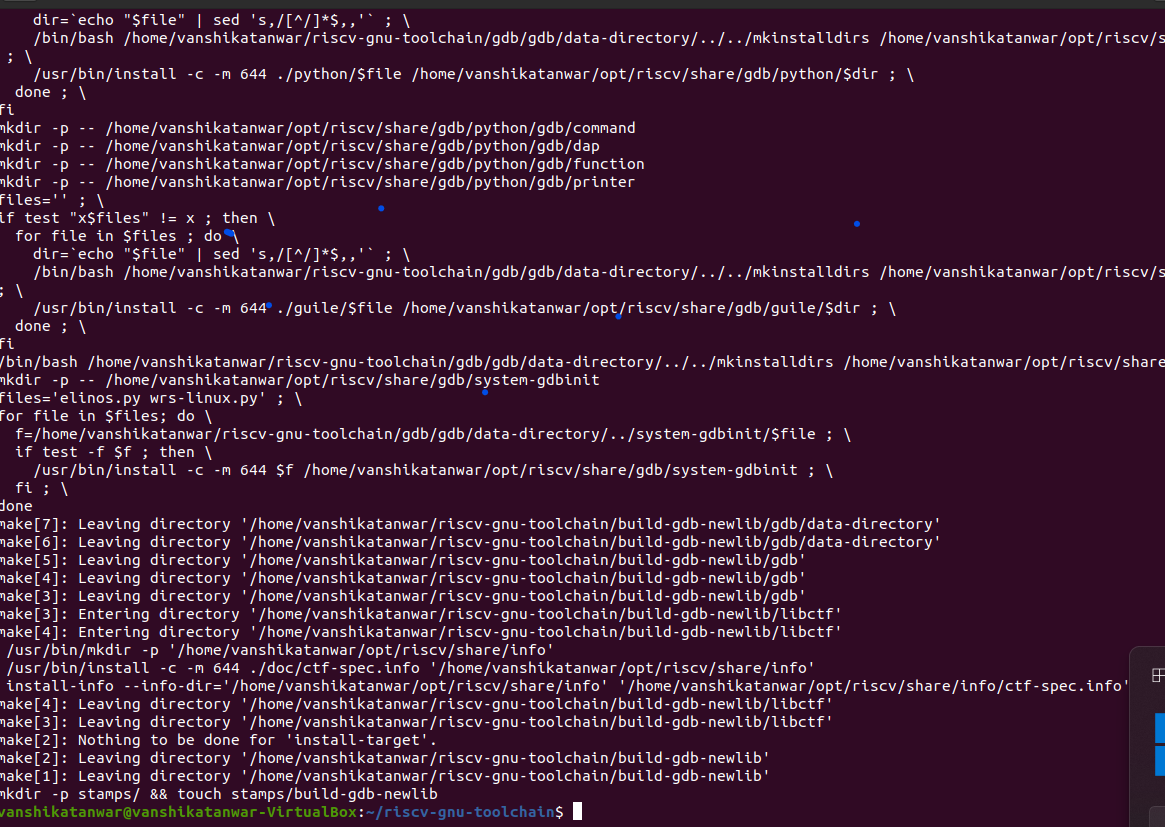 dir=`echo "$file" | sed 's,/[^/]*$,,'` ; \
/bin/bash /home/vanshikatanwar/riscv-gnu-toolchain/gdb/gdb/data-directory/../../mkinstalldirs /home/vanshikatanwar/opt/riscv/s
; \
/usr/bin/install -c -m 644 ./python/$file /home/vanshikatanwar/opt/riscv/share/gdb/python/$dir ; \
done ; \
fi
mkdir -p -- /home/vanshikatanwar/opt/riscv/share/gdb/python/gdb/command
mkdir -p -- /home/vanshikatanwar/opt/riscv/share/gdb/python/gdb/dap
mkdir -p -- /home/vanshikatanwar/opt/riscv/share/gdb/python/gdb/function
mkdir -p -- /home/vanshikatanwar/opt/riscv/share/gdb/python/gdb/printer
files='' ; \
if test "x$files" != x ; then \
for file in $files ; do \
dir=`echo "$file" | sed 's,/[^/]*$,,'` ; \
/bin/bash /home/vanshikatanwar/riscv-gnu-toolchain/gdb/gdb/data-directory/../../mkinstalldirs /home/vanshikatanwar/opt/riscv/s
; \
/usr/bin/install -c -m 644 ./guile/$file /home/vanshikatanwar/opt/riscv/share/gdb/guile/$dir ; \
done ; \
fi
/bin/bash /home/vanshikatanwar/riscv-gnu-toolchain/gdb/gdb/data-directory/../../mkinstalldirs /home/vanshikatanwar/opt/riscv/share
mkdir -p -- /home/vanshikatanwar/opt/riscv/share/gdb/system-gdbinit
files='elinos.py wrs-linux.py' ; \
for file in $files; do \
f=/home/vanshikatanwar/riscv-gnu-toolchain/gdb/gdb/data-directory/../system-gdbinit/$file ; \
if test -f $f ; then \
/usr/bin/install -c -m 644 $f /home/vanshikatanwar/opt/riscv/share/gdb/system-gdbinit ; \
fi ; \
done
make[7]: Leaving directory '/home/vanshikatanwar/riscv-gnu-toolchain/build-gdb-newlib/gdb/data-directory'
make[6]: Leaving directory '/home/vanshikatanwar/riscv-gnu-toolchain/build-gdb-newlib/gdb/data-directory'
make[5]: Leaving directory '/home/vanshikatanwar/riscv-gnu-toolchain/build-gdb-newlib/gdb'
make[4]: Leaving directory '/home/vanshikatanwar/riscv-gnu-toolchain/build-gdb-newlib/gdb'
make[3]: Leaving directory '/home/vanshikatanwar/riscv-gnu-toolchain/build-gdb-newlib/gdb'
make[3]: Entering directory '/home/vanshikatanwar/riscv-gnu-toolchain/build-gdb-newlib/libctf'
make[4]: Entering directory '/home/vanshikatanwar/riscv-gnu-toolchain/build-gdb-newlib/libctf'
/usr/bin/mkdir -p '/home/vanshikatanwar/opt/riscv/share/info'
/usr/bin/install -c -m 644 ./doc/ctf-spec.info '/home/vanshikatanwar/opt/riscv/share/info'
install-info --info-dir='/home/vanshikatanwar/opt/riscv/share/info' '/home/vanshikatanwar/opt/riscv/share/info/ctf-spec.info'
make[4]: Leaving directory '/home/vanshikatanwar/riscv-gnu-toolchain/build-gdb-newlib/libctf'
make[3]: Leaving directory '/home/vanshikatanwar/riscv-gnu-toolchain/build-gdb-newlib/libctf'
make[2]: Nothing to be done for 'install-target'.
make[2]: Leaving directory '/home/vanshikatanwar/riscv-gnu-toolchain/build-gdb-newlib'
make[1]: Leaving directory '/home/vanshikatanwar/riscv-gnu-toolchain/build-gdb-newlib'
mkdir -p stamps/ && touch stamps/build-gdb-newlib
vanshikatanwar@vanshikatanwar-VirtualBox:~/riscv-gnu-toolchain$